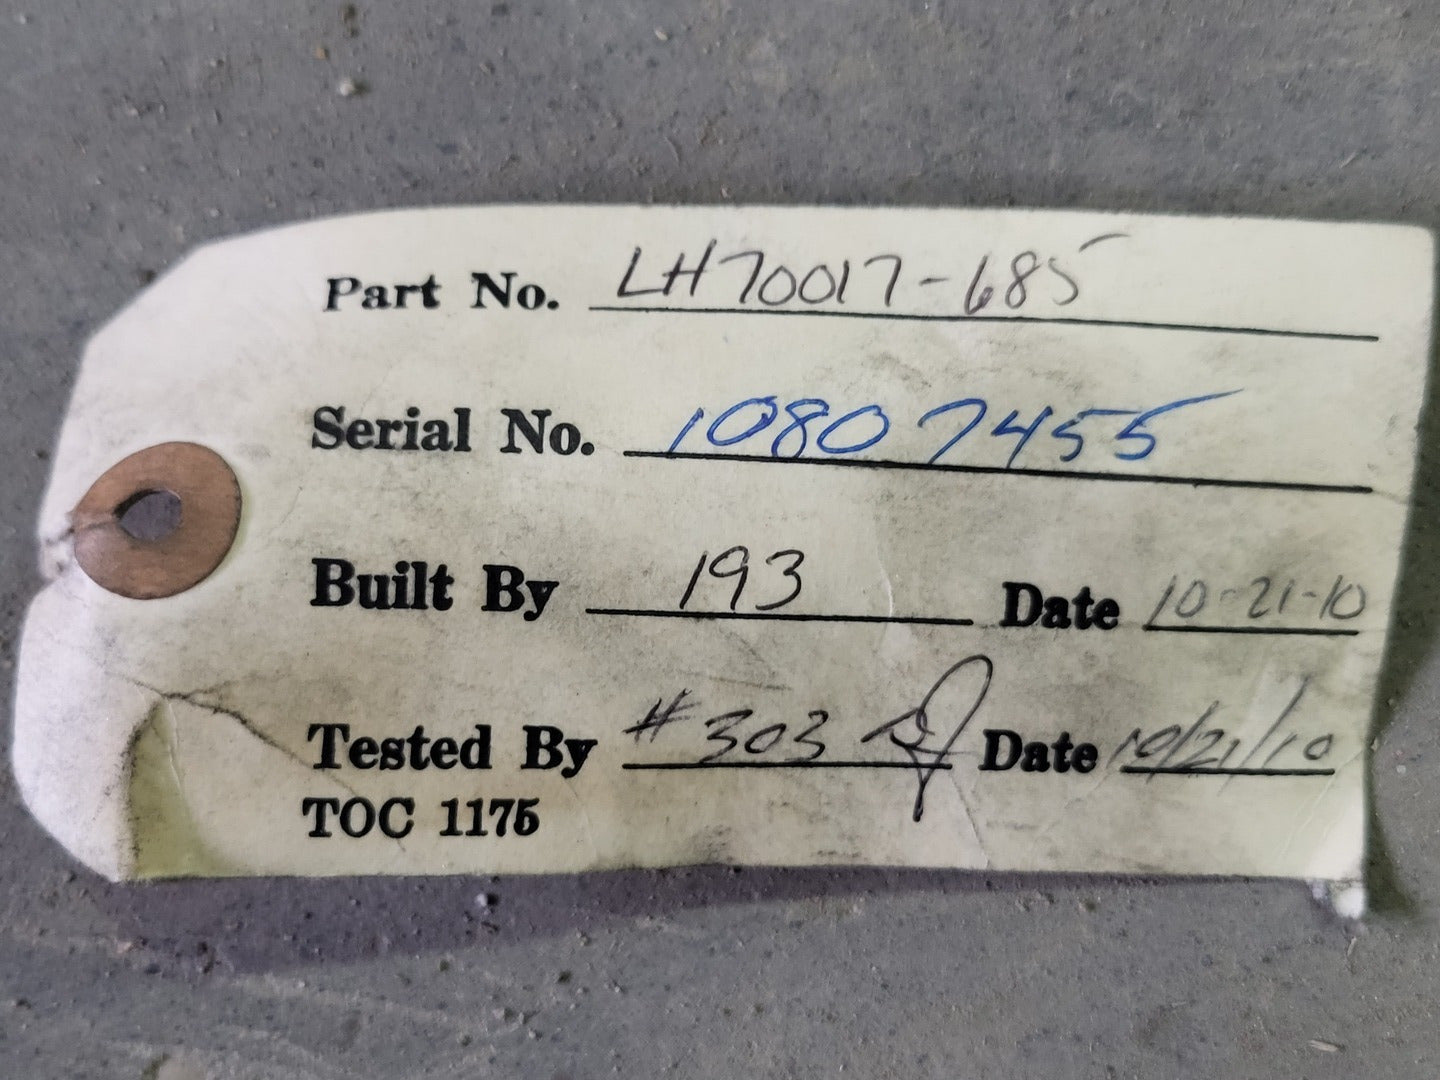 Part No. LH70017-685
Serial No. 10807455
Built By 193 Date 10-21-10
Tested By #303 Date 10/21/10
TOC 1175